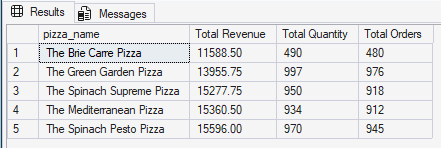 Results Messages
pizza_name Total Revenue Total Quantity Total Orders
1 The Brie Carre Pizza 11588.50 490 480
2 The Green Garden Pizza 13955.75 997 976
3 The Spinach Supreme Pizza 15277.75 950 918
4 The Mediterranean Pizza 15360.50 934 912
5 The Spinach Pesto Pizza 15596.00 970 945